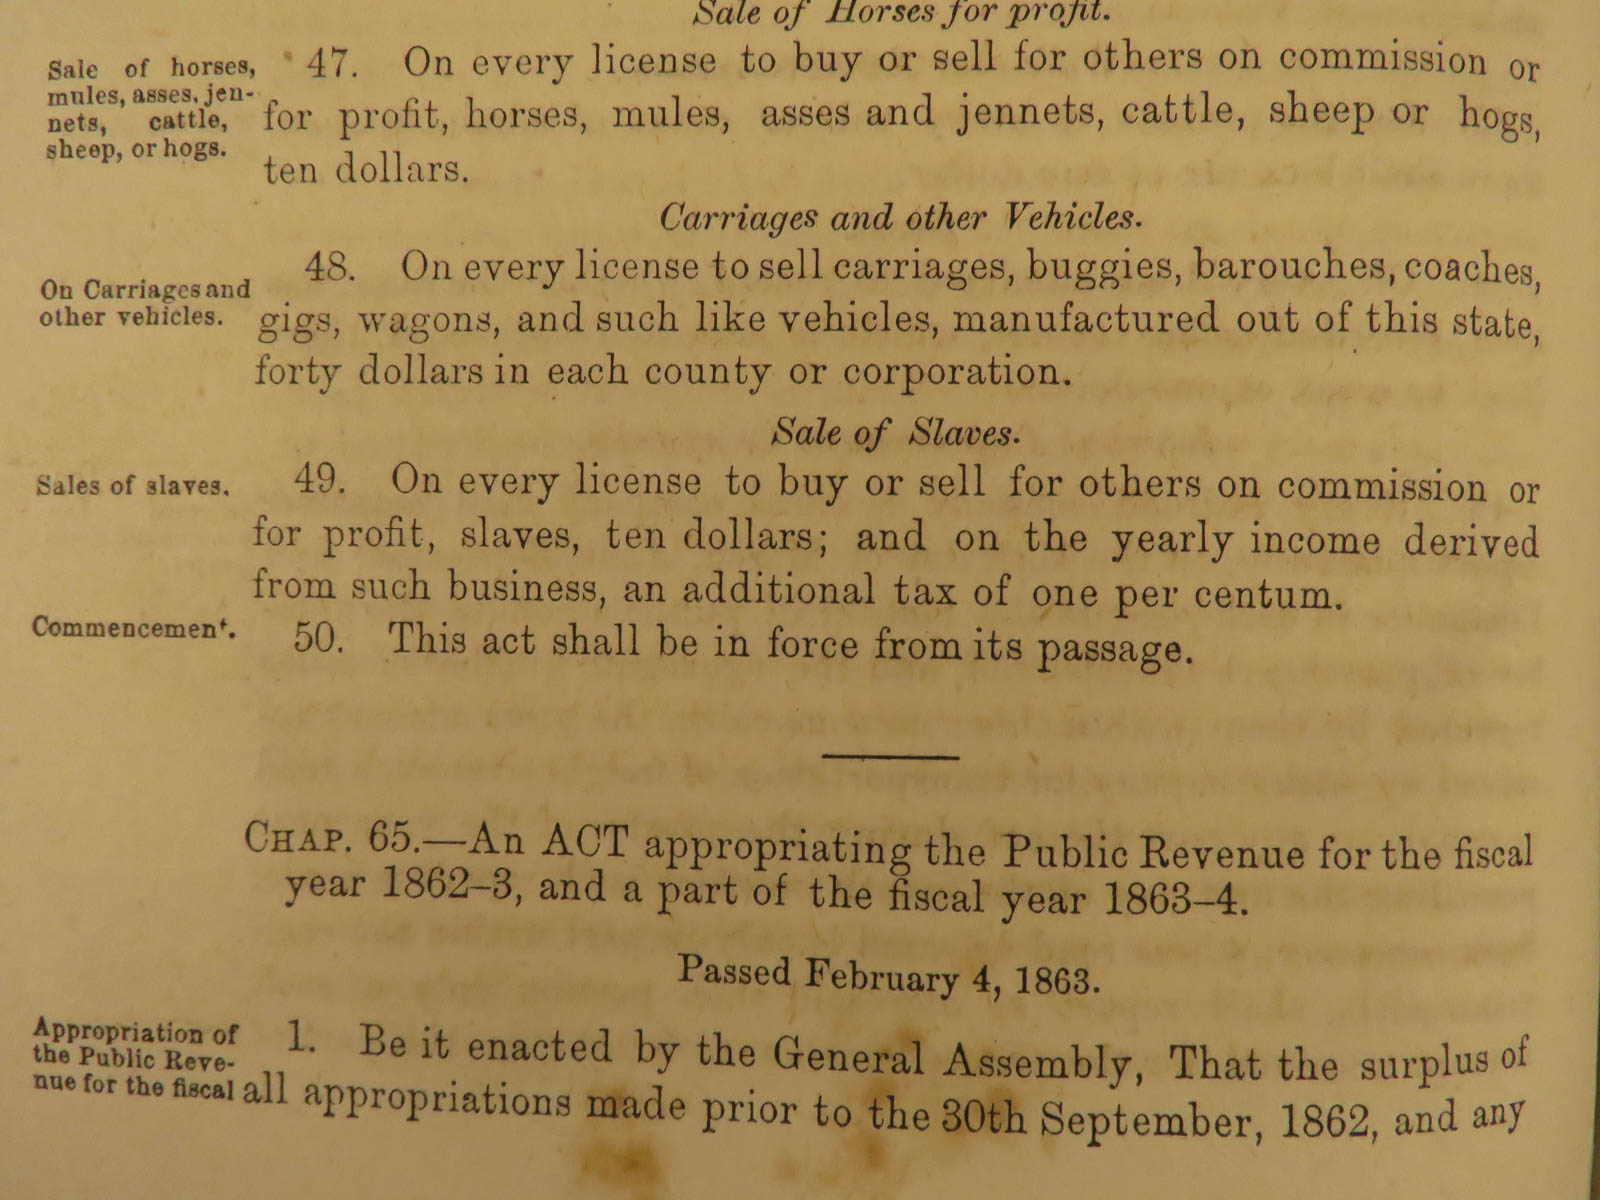 Sale of Horses for profit.
Sale of horses,
mules, asses, jen-
nets, cattle,
sheep, or hogs.
47. On every license to buy or sell for others on commission or
for profit, horses, mules, asses and jennets, cattle, sheep or hogs,
ten dollars.
Carriages and other Vehicles.
On Carriages and
other vehicles.
48. On every license to sell carriages, buggies, barouches, coaches,
gigs, wagons, and such like vehicles, manufactured out of this state,
forty dollars in each county or corporation.
Sale of Slaves.
Sales of slaves.
49. On every license to buy or sell for others on commission or
for profit, slaves, ten dollars; and on the yearly income derived
from such business, an additional tax of one per centum.
Commencement.
50. This act shall be in force from its passage.
CHAP. 65.—An ACT appropriating the Public Revenue for the fiscal
year 1862-3, and a part of the fiscal year 1863-4.
Passed February 4, 1863.
Appropriation of
the Public Reve-
nue for the fiscal
1. Be it enacted by the General Assembly, That the surplus of
all appropriations made prior to the 30th September, 1862, and any